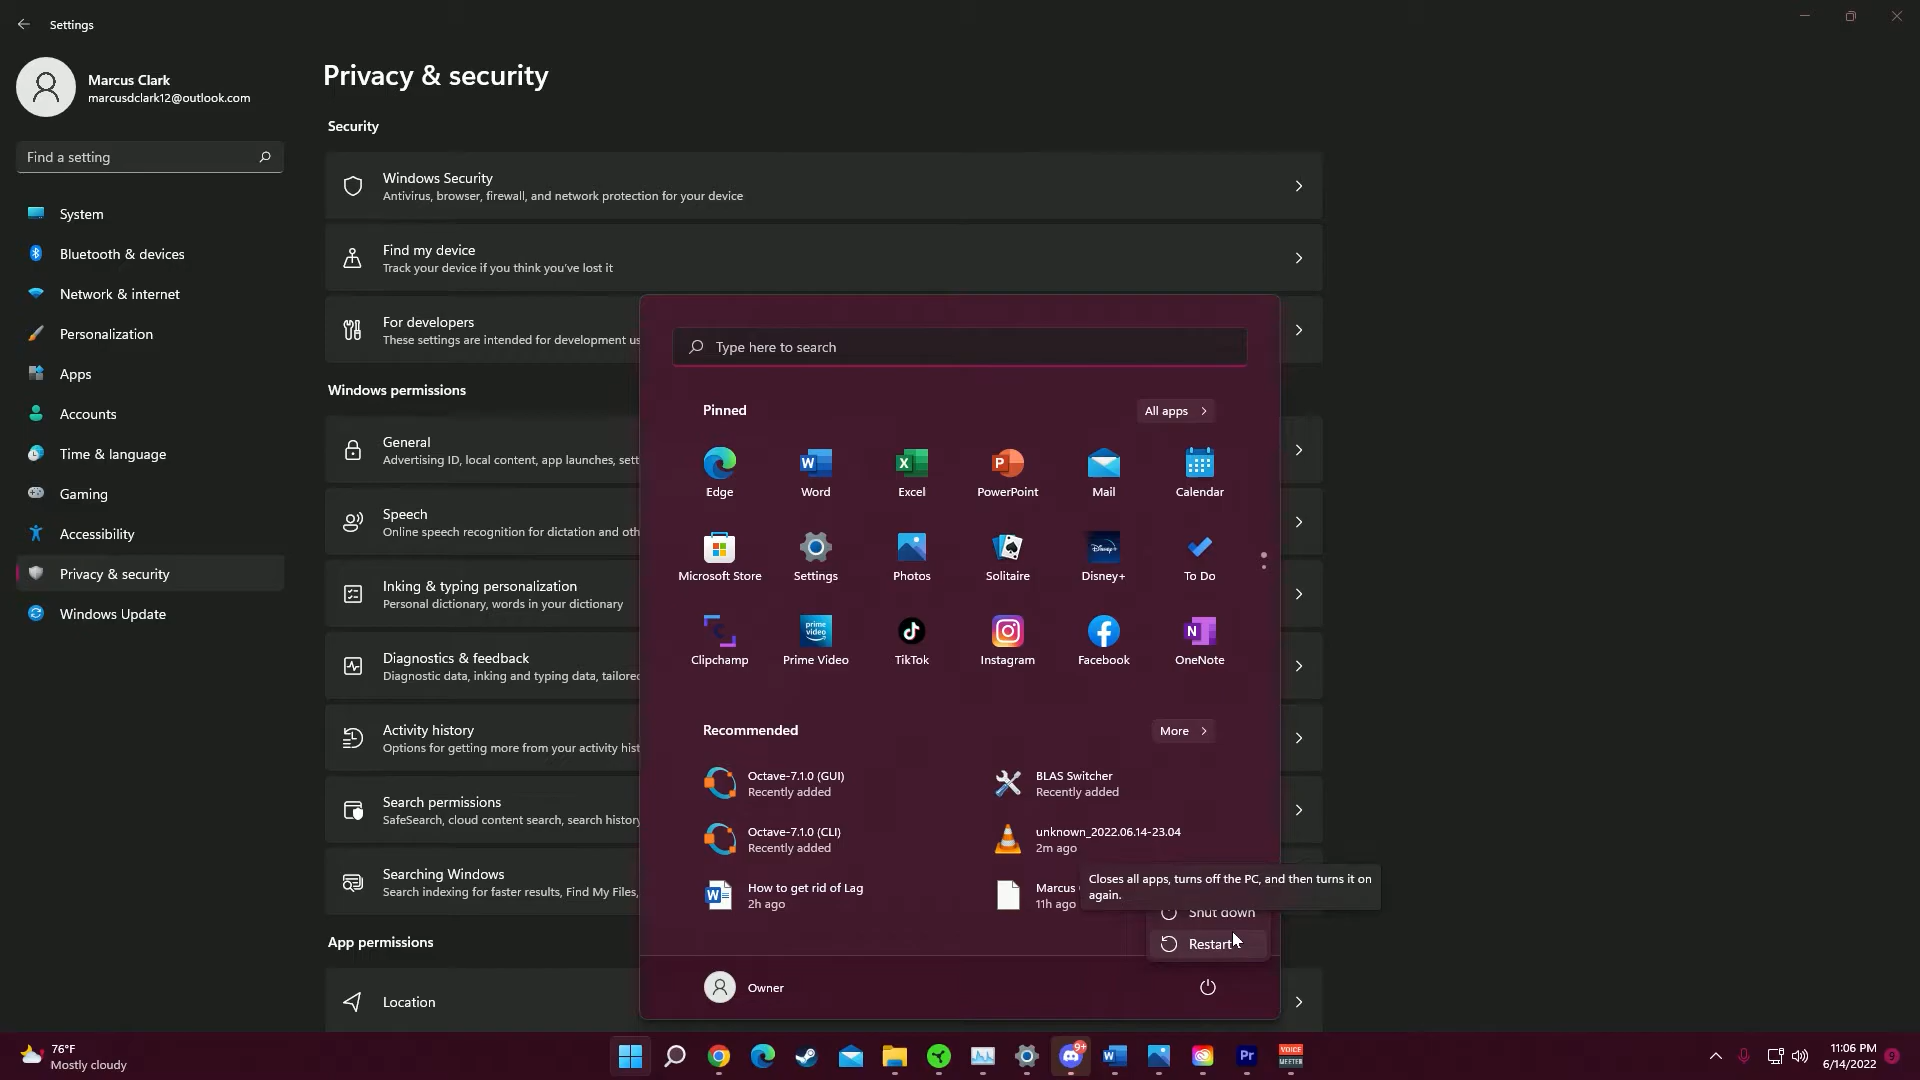 Settings
Marcus Clark
marcusdclark12@outlook.com
Find a setting
System
Bluetooth & devices
Network & internet
Personalization
Apps
Accounts
Time & language
Gaming
Accessibility
Privacy & security
Windows Update
Privacy & security
Security
Windows Security
Antivirus, browser, firewall, and network protection for your device
Find my device
Track your device if you think you've lost it
For developers
These settings are intended for development
Windows permissions
General
Advertising ID, local content, app launches,
Speech
Online speech recognition for dictation and
Inking & typing personalization
Personal dictionary, words in your dictionary
Diagnostics & feedback
Diagnostic data, inking and typing data,
Activity history
Options for getting more from your activity
Search permissions
SafeSearch, cloud content search, search
Searching Windows
Search indexing for faster results, Find My Files,
App permissions
Location
Type here to search
Pinned
All apps
Edge
Word
Excel
PowerPoint
Mail
Calendar
Microsoft Store
Settings
Photos
Solitaire
Disney+
To Do
Clipchamp
prime video
Prime Video
TikTok
Instagram
Facebook
OneNote
Recommended
More
Octave-7.1.0 (GUI)
Recently added
BLAS Switcher
Recently added
Octave-7.1.0 (CLI)
Recently added
unknown_2022.06.14-23.04
2m ago
How to get rid of Lag
2h ago
Marcus
11h ago
Closes all apps, turns off the PC, and then turns it on
again.
Shut down
Restart
Owner
76°F
Mostly cloudy
9+
Pr
VOICE
MEETER
11:06 PM
6/14/2022
9